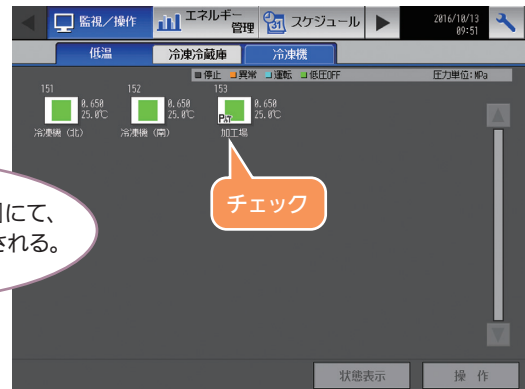 監視／操作
エネルギー管理
スケジュール
2016/10/13
09:51
低温
冷凍冷蔵庫
冷凍機
停止 異常 運転 低圧OFF
圧力単位:MPa
151
0.650
25.0℃
冷凍機（北）
152
0.650
25.0℃
冷凍機（南）
153
0.650
25.0℃
加工場
チェック
にて、
される。
状態表示
操 作